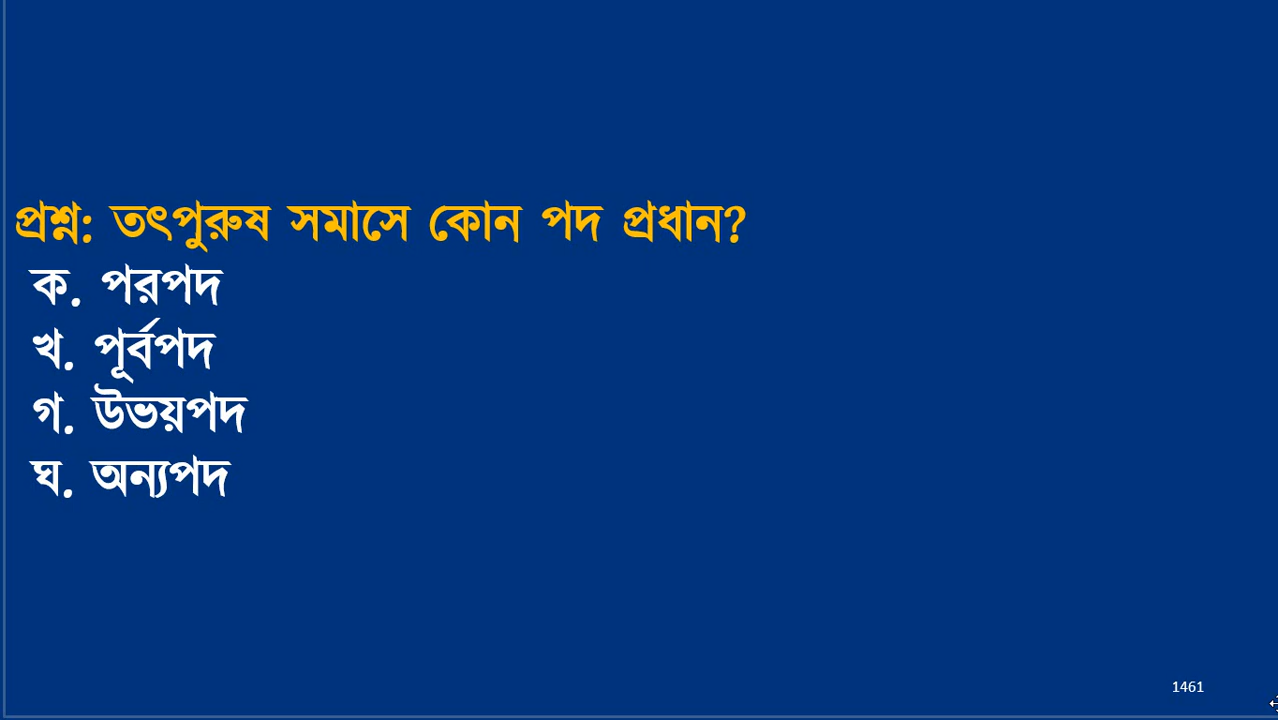 প্রশ্ন: তৎপুরুষ সমাসে কোন পদ প্রধান?
ক. পরপদ
খ. পূর্বপদ
গ. উভয়পদ
ঘ. অন্যপদ
1461